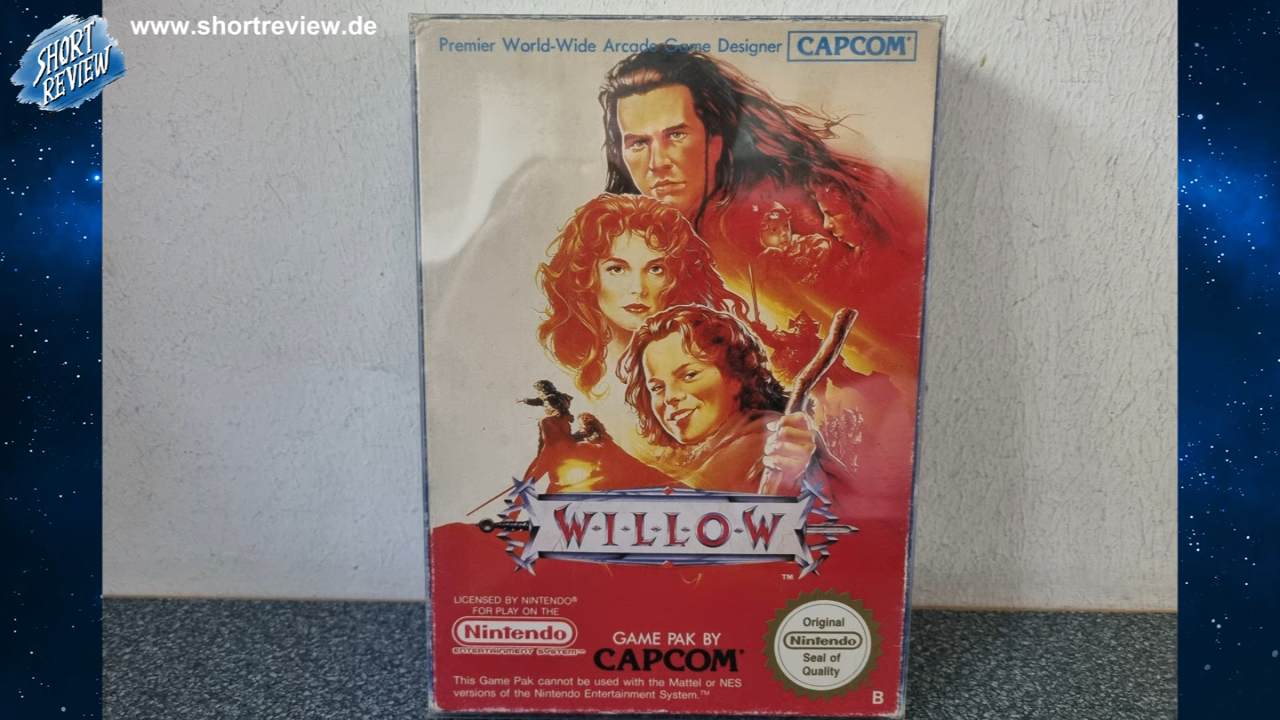 SHORT
REVIEW
www.shortreview.de
Premier World-Wide Arcade Game Designer CAPCOM®
W·I·L·L·O·W
™
LICENSED BY NINTENDO®
FOR PLAY ON THE
Nintendo®
ENTERTAINMENT SYSTEM™
GAME PAK BY
CAPCOM®
This Game Pak cannot be used with the Mattel or NES
versions of the Nintendo Entertainment System.™
Original
Nintendo
Seal of
Quality
B